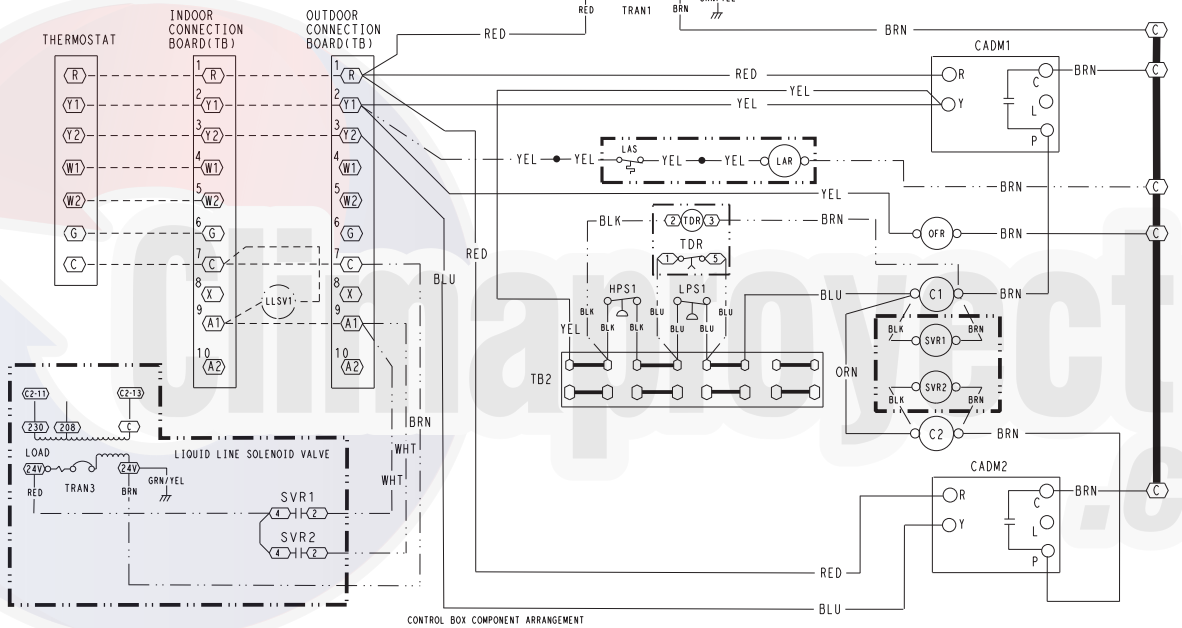 RED
TRAN1
BRN
INDOOR
CONNECTION
BOARD(TB)
OUTDOOR
CONNECTION
BOARD(TB)
THERMOSTAT
RED
BRN
C
CADM1
R
1
R
1
R
RED
R
C
BRN
C
Y1
2
Y1
2
Y1
YEL
YEL
Y
L
P
Y2
3
Y2
3
Y2
LAS
YEL
YEL
YEL
YEL
LAR
W1
4
W1
4
W1
W2
5
W2
5
W2
YEL
BRN
C
G
6
G
6
G
BLK
2
TDR
3
BRN
OFR
BRN
C
TDR
1
5
RED
C
7
C
7
C
BLU
8
X
8
X
LLSV1
HPS1
LPS1
BLU
C1
BRN
9
A1
9
A1
BLK
BLK
BLK
BLU
BLU
BLU
YEL
BLK
SVR1
BRN
10
A2
10
A2
TB2
ORN
SVR2
BLK
BRN
C2-11
C2-13
230
208
C
BRN
C2
BRN
LOAD
LIQUID LINE SOLENOID VALVE
WHT
24V
TRAN3
24V
GRN/YEL
RED
BRN
WHT
SVR1
4
2
SVR2
4
2
CADM2
R
C
BRN
C
Y
L
P
RED
BLU
CONTROL BOX COMPONENT ARRANGEMENT
Climaproyect
.c